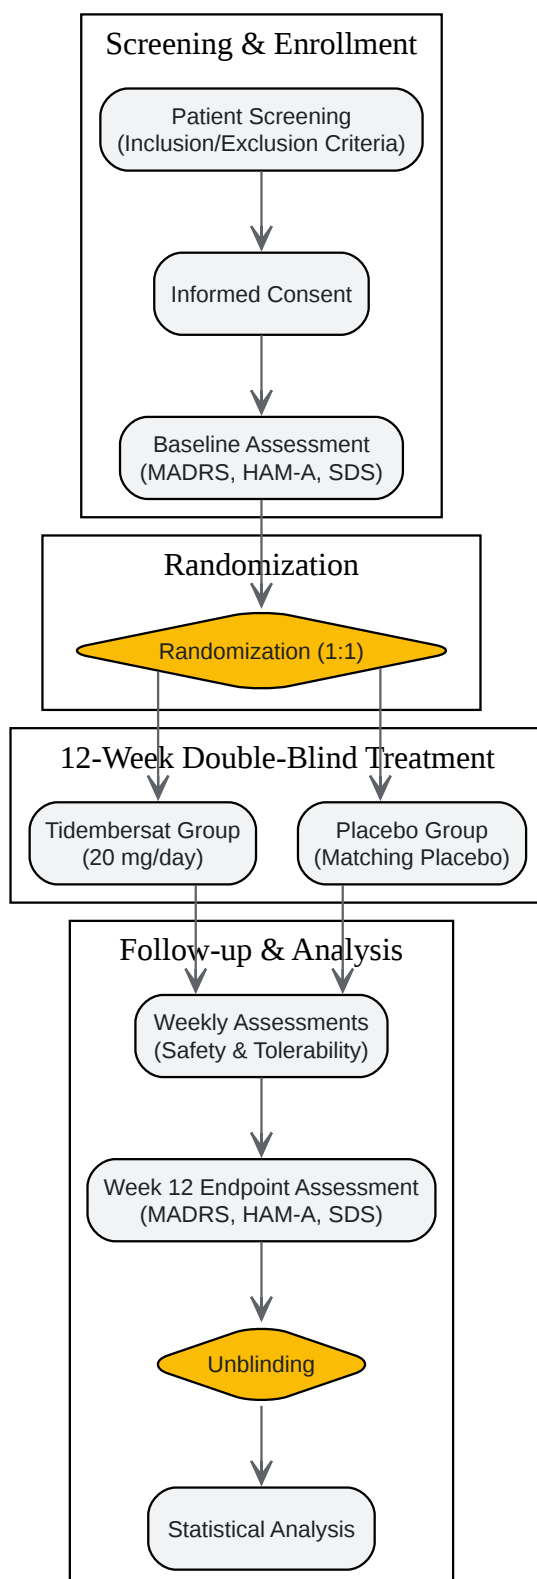 Screening & Enrollment
Patient Screening
(Inclusion/Exclusion Criteria)
Informed Consent
Baseline Assessment
(MADRS, HAM-A, SDS)
Randomization
Randomization (1:1)
12-Week Double-Blind Treatment
Tidembersat Group
(20 mg/day)
Placebo Group
(Matching Placebo)
Follow-up & Analysis
Weekly Assessments
(Safety & Tolerability)
Week 12 Endpoint Assessment
(MADRS, HAM-A, SDS)
Unblinding
Statistical Analysis